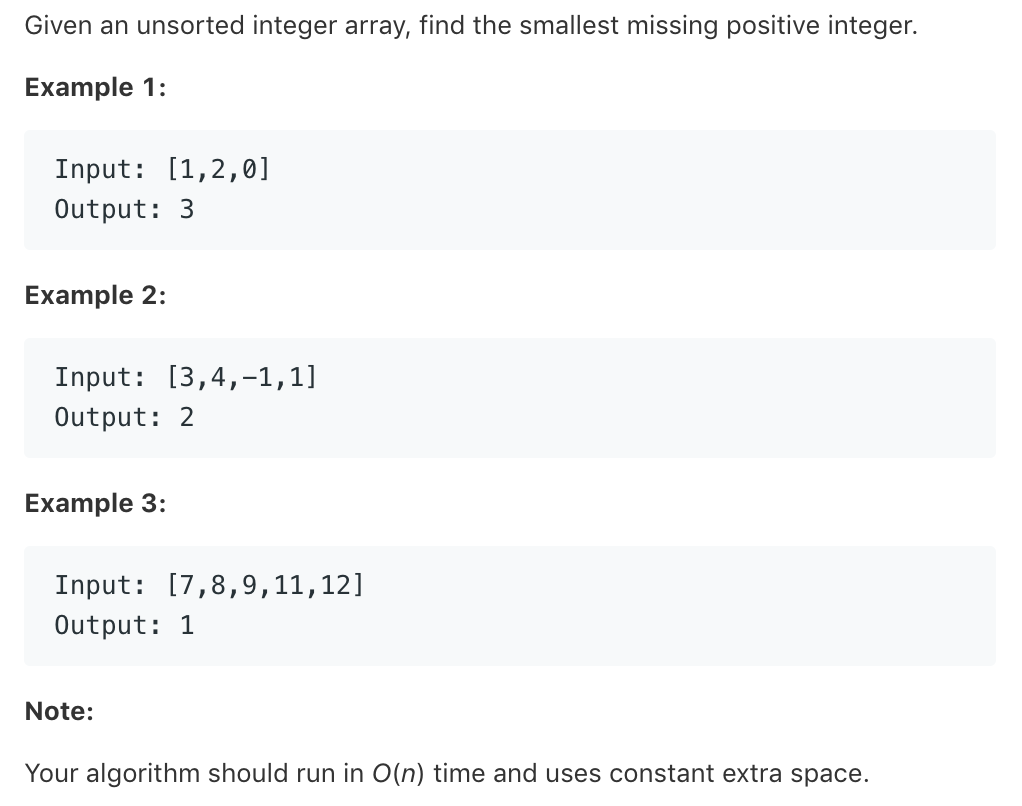 Given an unsorted integer array, find the smallest missing positive integer.
Example 1:
Input: [1,2,0]
Output: 3
Example 2:
Input: [3,4,−1,1]
Output: 2
Example 3:
Input: [7,8,9,11,12]
Output: 1
Note:
Your algorithm should run in O(n) time and uses constant extra space.